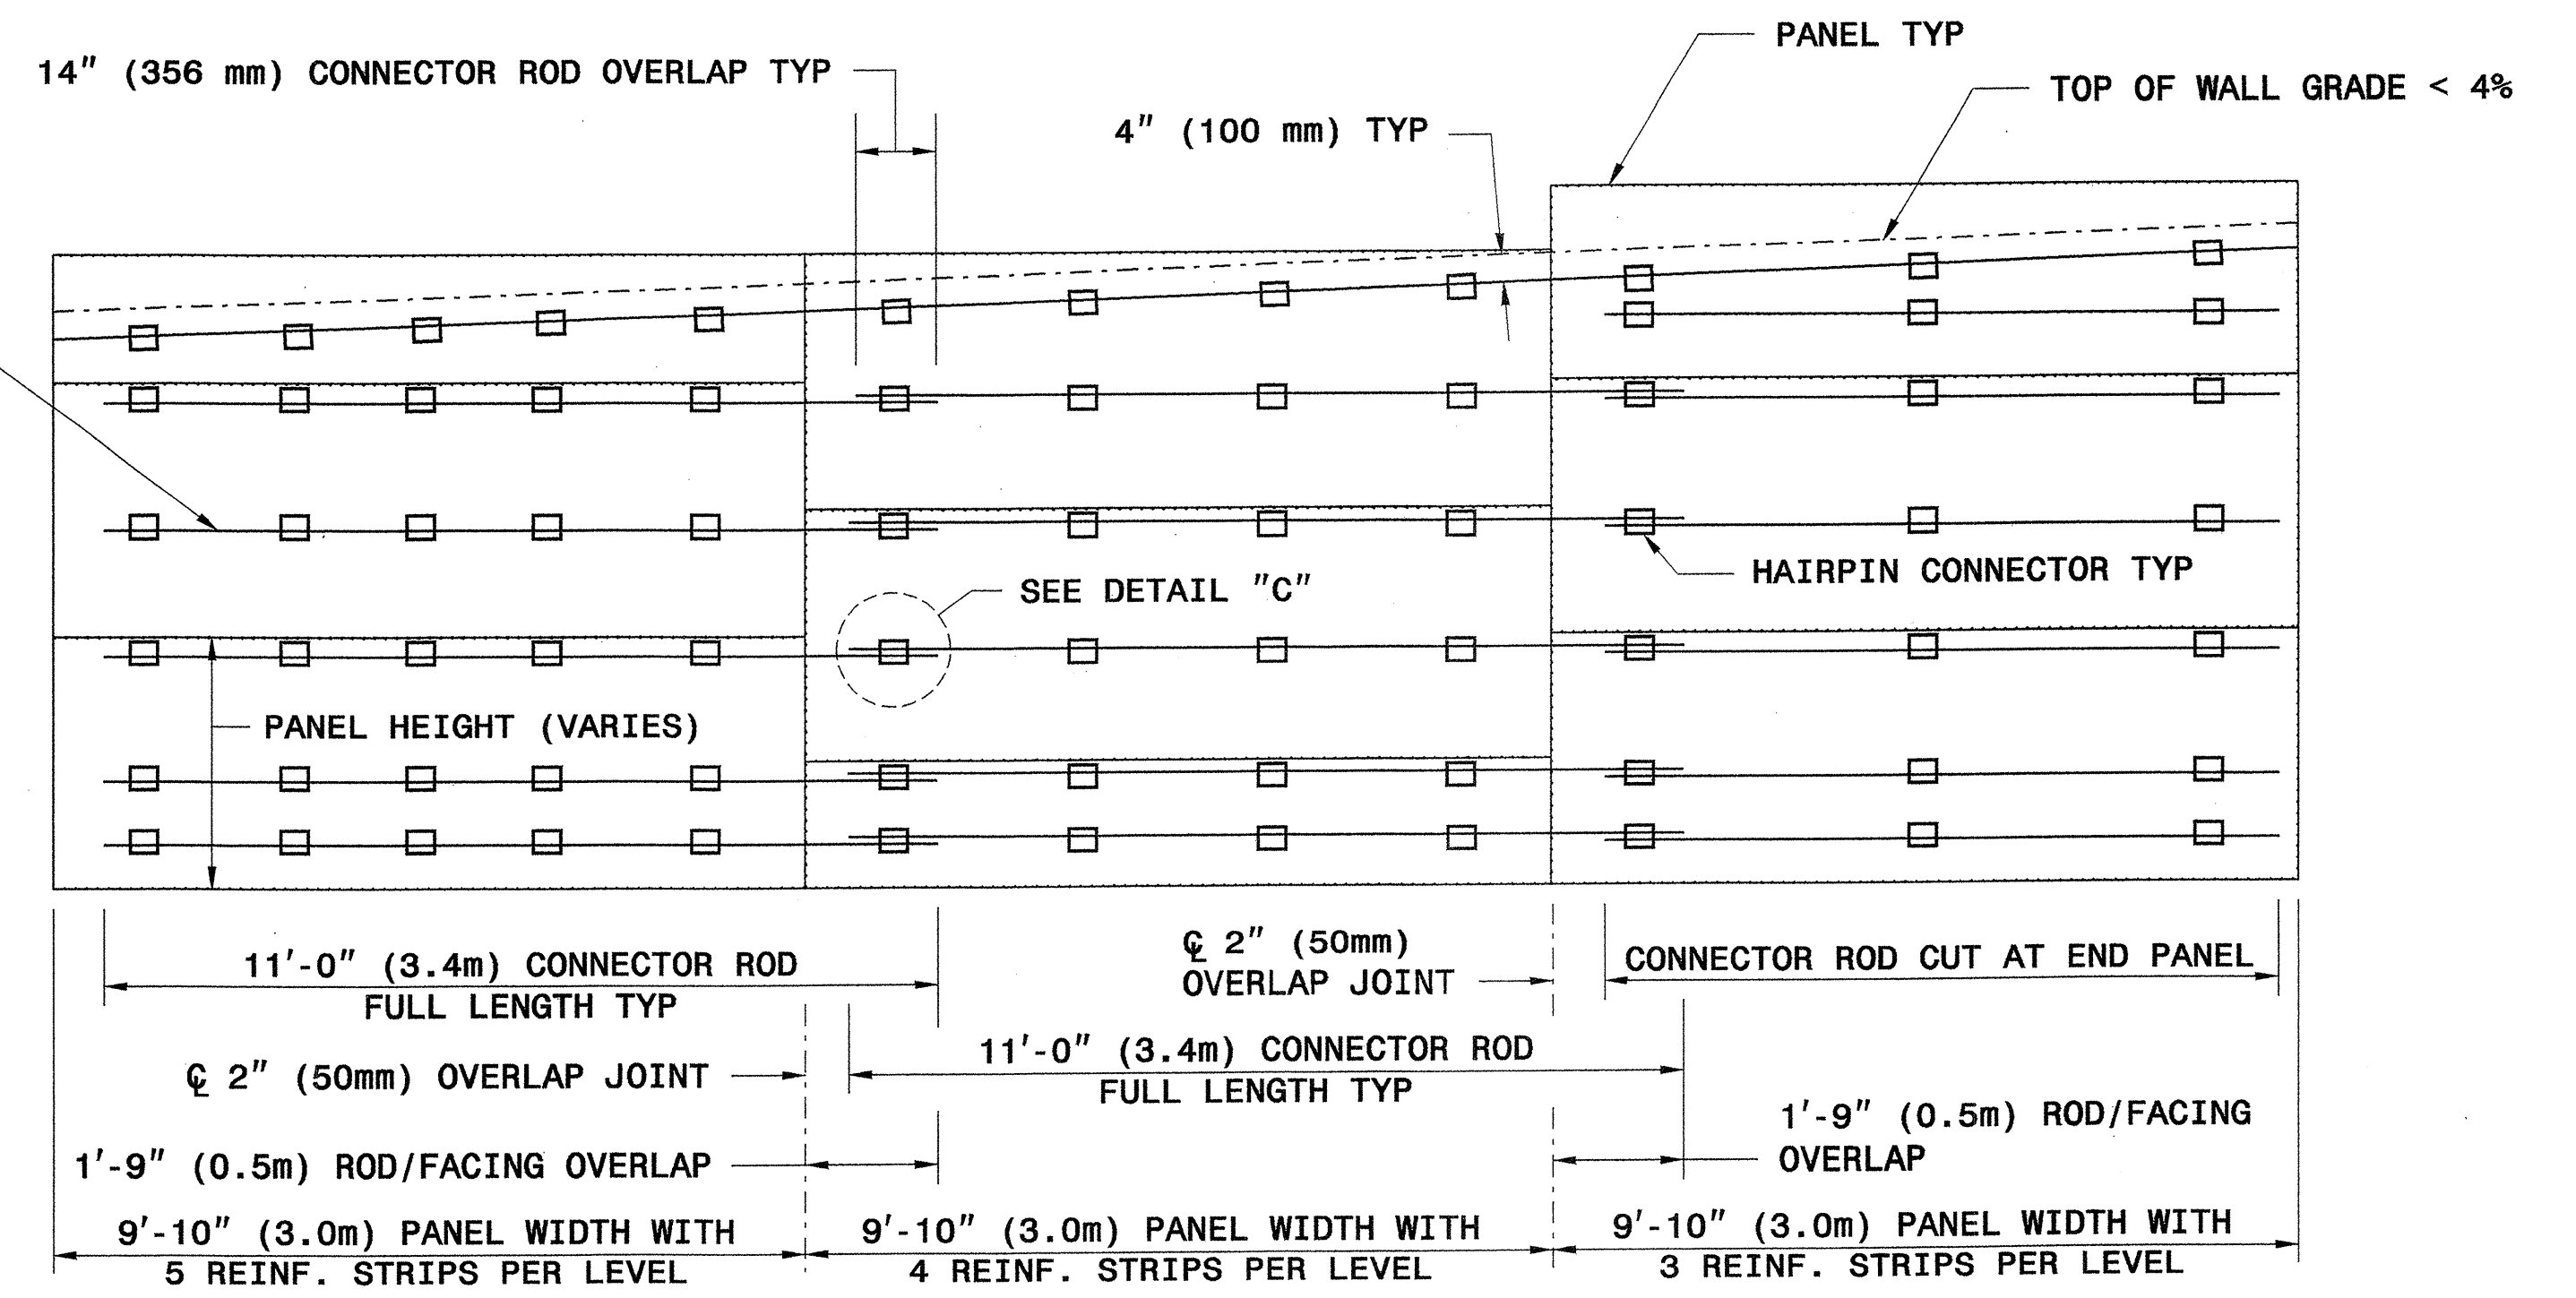 PANEL TYP
14" (356 mm) CONNECTOR ROD OVERLAP TYP
TOP OF WALL GRADE < 4%
4" (100 mm) TYP
HAIRPIN CONNECTOR TYP
SEE DETAIL "C"
PANEL HEIGHT (VARIES)
11'-0" (3.4m) CONNECTOR ROD
FULL LENGTH TYP
℄ 2" (50mm)
OVERLAP JOINT
CONNECTOR ROD CUT AT END PANEL
11'-0" (3.4m) CONNECTOR ROD
FULL LENGTH TYP
℄ 2" (50mm) OVERLAP JOINT
1'-9" (0.5m) ROD/FACING
OVERLAP
1'-9" (0.5m) ROD/FACING OVERLAP
9'-10" (3.0m) PANEL WIDTH WITH
5 REINF. STRIPS PER LEVEL
9'-10" (3.0m) PANEL WIDTH WITH
4 REINF. STRIPS PER LEVEL
9'-10" (3.0m) PANEL WIDTH WITH
3 REINF. STRIPS PER LEVEL